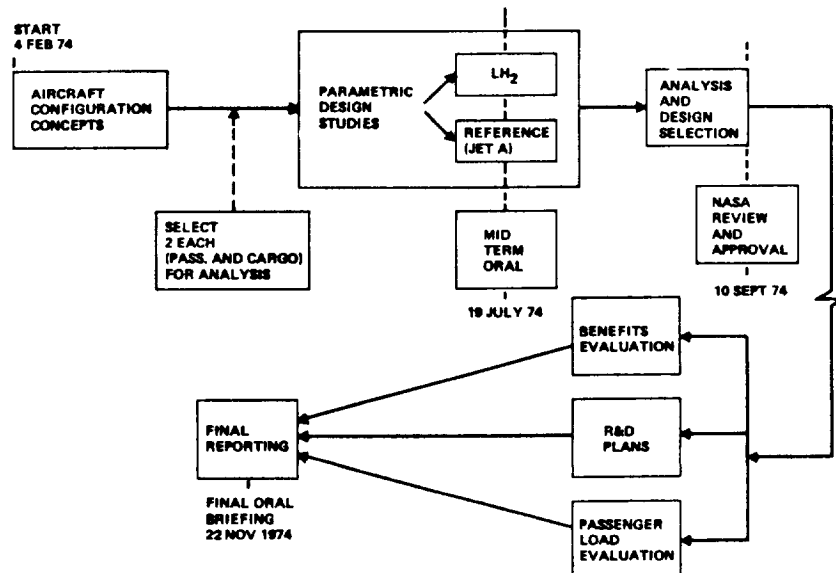 START
4 FEB 74
AIRCRAFT
CONFIGURATION
CONCEPTS
SELECT
2 EACH
(PASS. AND CARGO)
FOR ANALYSIS
PARAMETRIC
DESIGN
STUDIES
LH2
REFERENCE
(JET A)
MID
TERM
ORAL
19 JULY 74
ANALYSIS
AND
DESIGN
SELECTION
NASA
REVIEW
AND
APPROVAL
10 SEPT 74
BENEFITS
EVALUATION
R&D
PLANS
PASSENGER
LOAD
EVALUATION
FINAL
REPORTING
FINAL ORAL
BRIEFING
22 NOV 1974